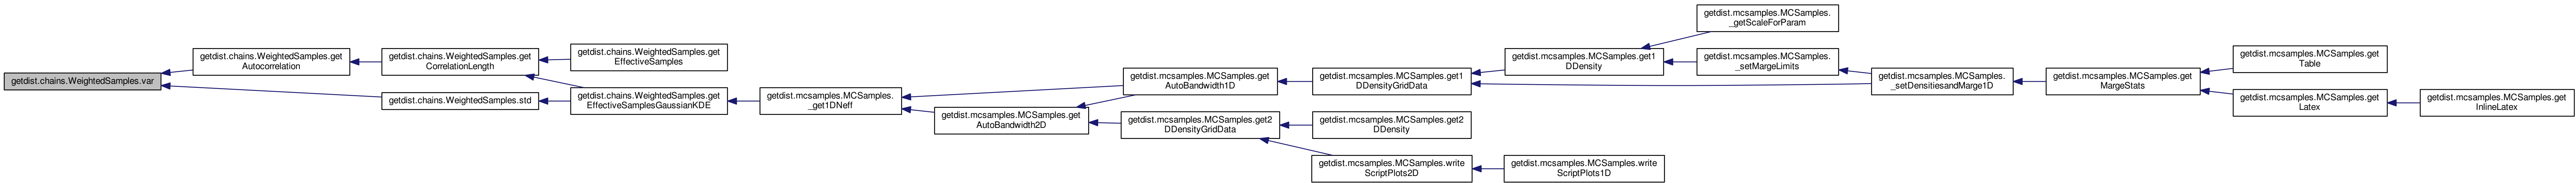 getdist.chains.WeightedSamples.var
getdist.chains.WeightedSamples.get
Autocorrelation
getdist.chains.WeightedSamples.std
getdist.chains.WeightedSamples.get
CorrelationLength
getdist.chains.WeightedSamples.get
EffectiveSamples
getdist.chains.WeightedSamples.get
EffectiveSamplesGaussianKDE
getdist.mcsamples.MCSamples.
_get1DNeff
getdist.mcsamples.MCSamples.get
AutoBandwidth1D
getdist.mcsamples.MCSamples.get
AutoBandwidth2D
getdist.mcsamples.MCSamples.get1
DDensityGridData
getdist.mcsamples.MCSamples.get2
DDensityGridData
getdist.mcsamples.MCSamples.get1
DDensity
getdist.mcsamples.MCSamples.
_getScaleForParam
getdist.mcsamples.MCSamples.
_setMargeLimits
getdist.mcsamples.MCSamples.
_setDensitiesandMarge1D
getdist.mcsamples.MCSamples.get
MargeStats
getdist.mcsamples.MCSamples.get
Table
getdist.mcsamples.MCSamples.get
Latex
getdist.mcsamples.MCSamples.get
InlineLatex
getdist.mcsamples.MCSamples.get2
DDensity
getdist.mcsamples.MCSamples.write
ScriptPlots2D
getdist.mcsamples.MCSamples.write
ScriptPlots1D